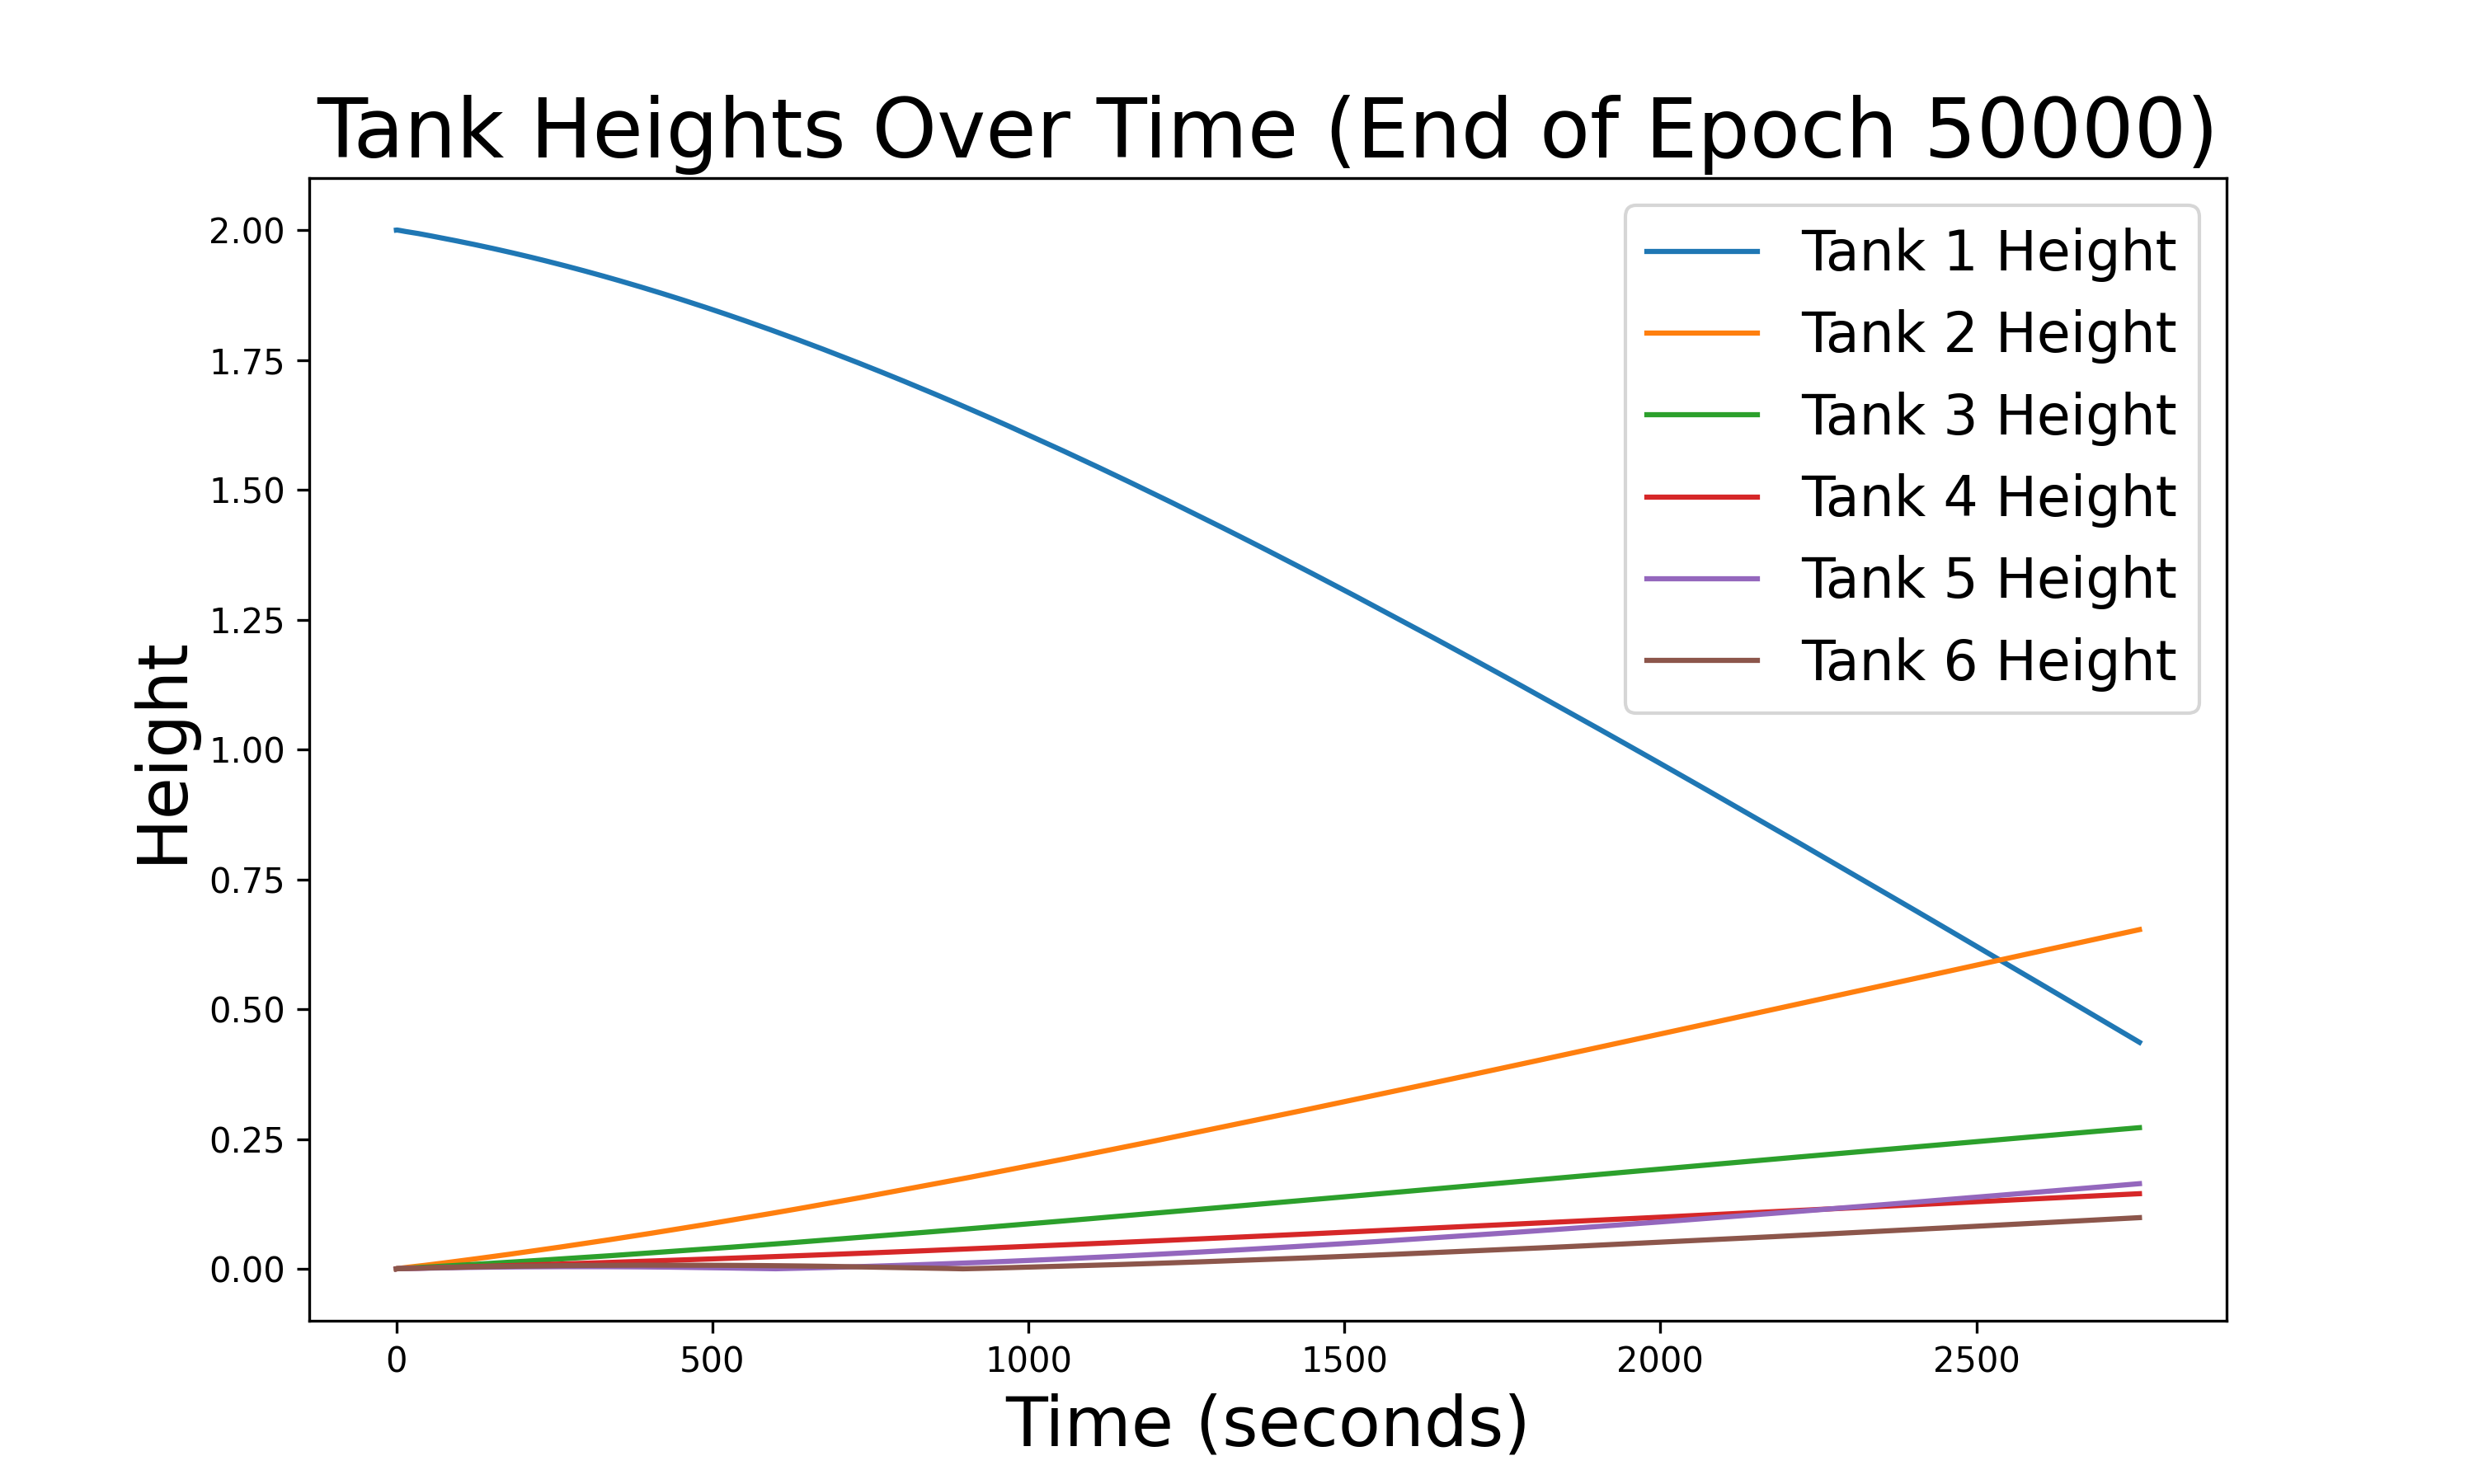 Tank Heights Over Time (End of Epoch 50000)
Tank 1 Height
Tank 2 Height
Tank 3 Height
Tank 4 Height
Tank 5 Height
Tank 6 Height
Height
2.00
1.75
1.50
1.25
1.00
0.75
0.50
0.25
0.00
0 500 1000 1500 2000 2500
Time (seconds)